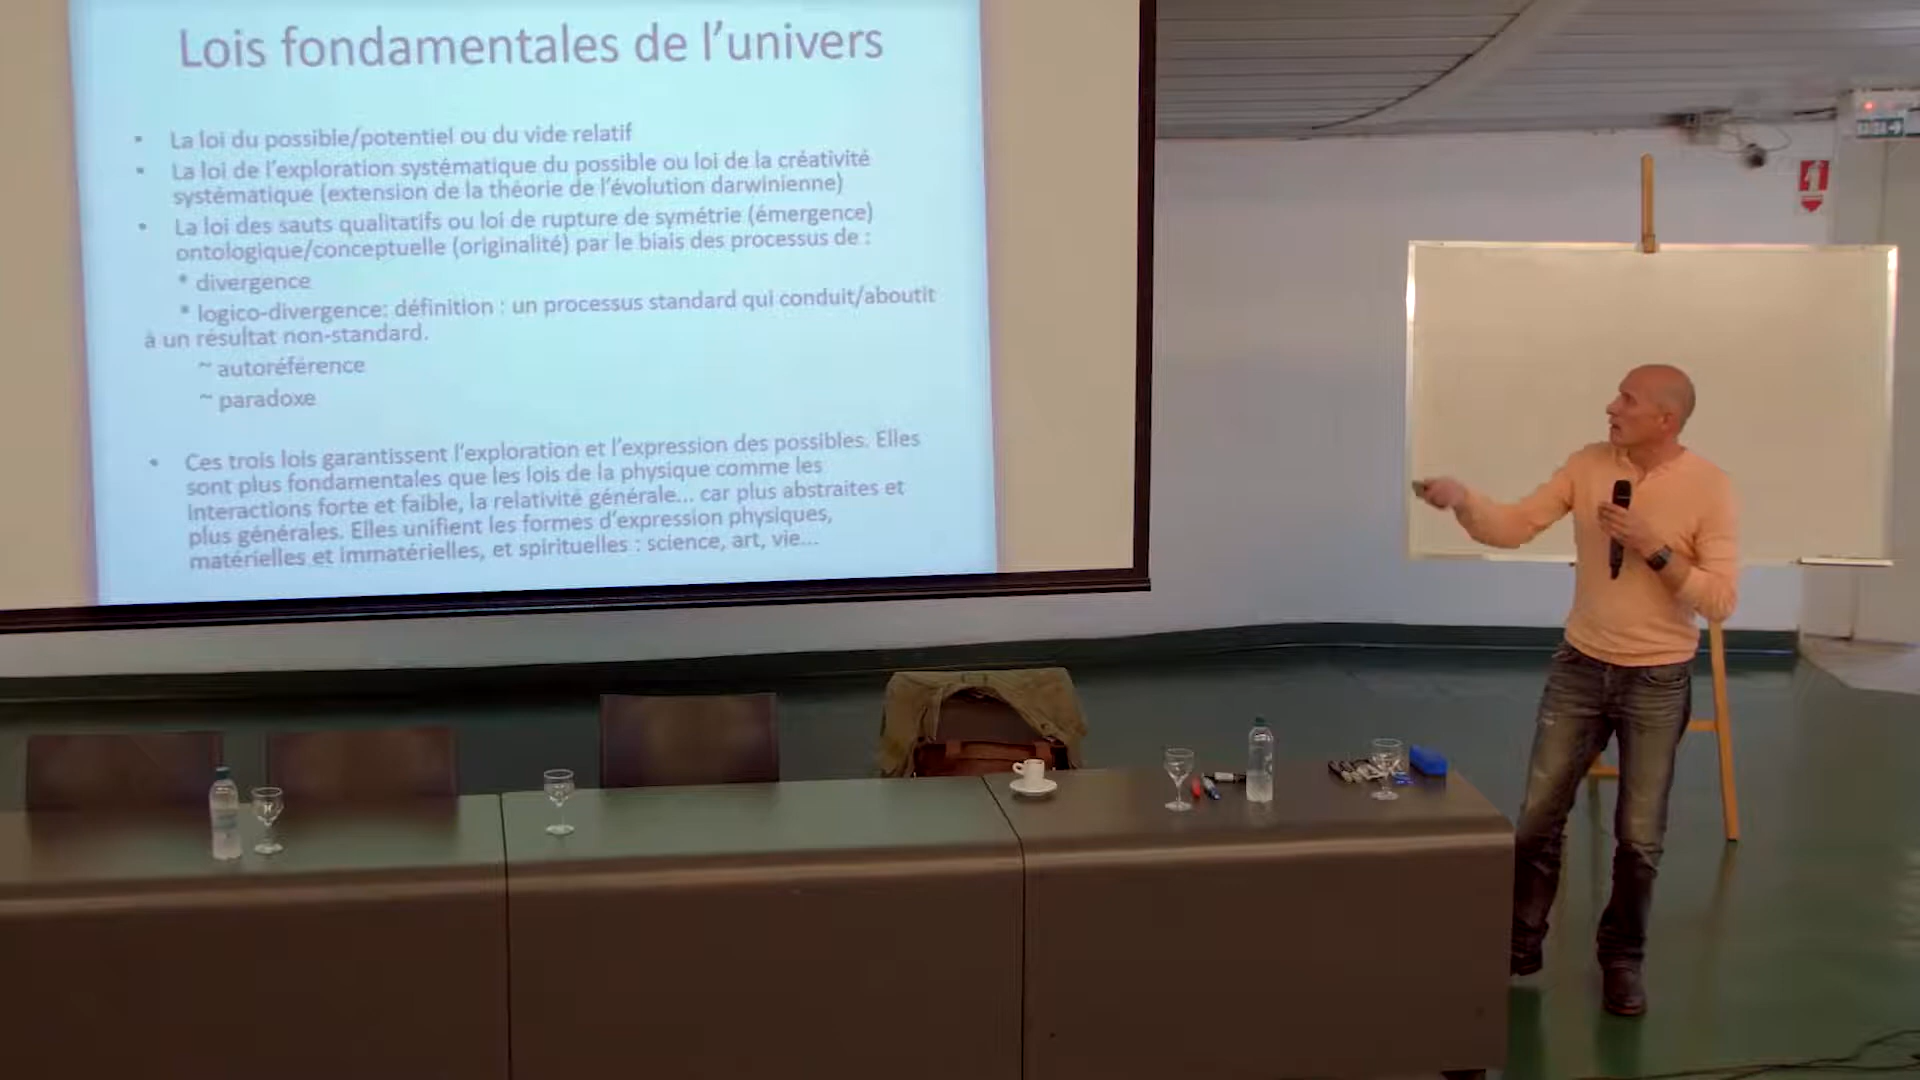 Lois fondamentales de l'univers
• La loi du possible/potentiel ou du vide relatif
• La loi de l'exploration systématique du possible ou loi de la créativité
systématique (extension de la théorie de l'évolution darwinienne)
• La loi des sauts qualitatifs ou loi de rupture de symétrie (émergence)
ontologique/conceptuelle (originalité) par le biais des processus de :
* divergence
* logico-divergence: définition : un processus standard qui conduit/aboutit
à un résultat non-standard.
~ autoréférence
~ paradoxe
• Ces trois lois garantissent l'exploration et l'expression des possibles. Elles
sont plus fondamentales que les lois de la physique comme les
interactions forte et faible, la relativité générale... car plus abstraites et
plus générales. Elles unifient les formes d'expression physiques,
matérielles et immatérielles, et spirituelles : science, art, vie...